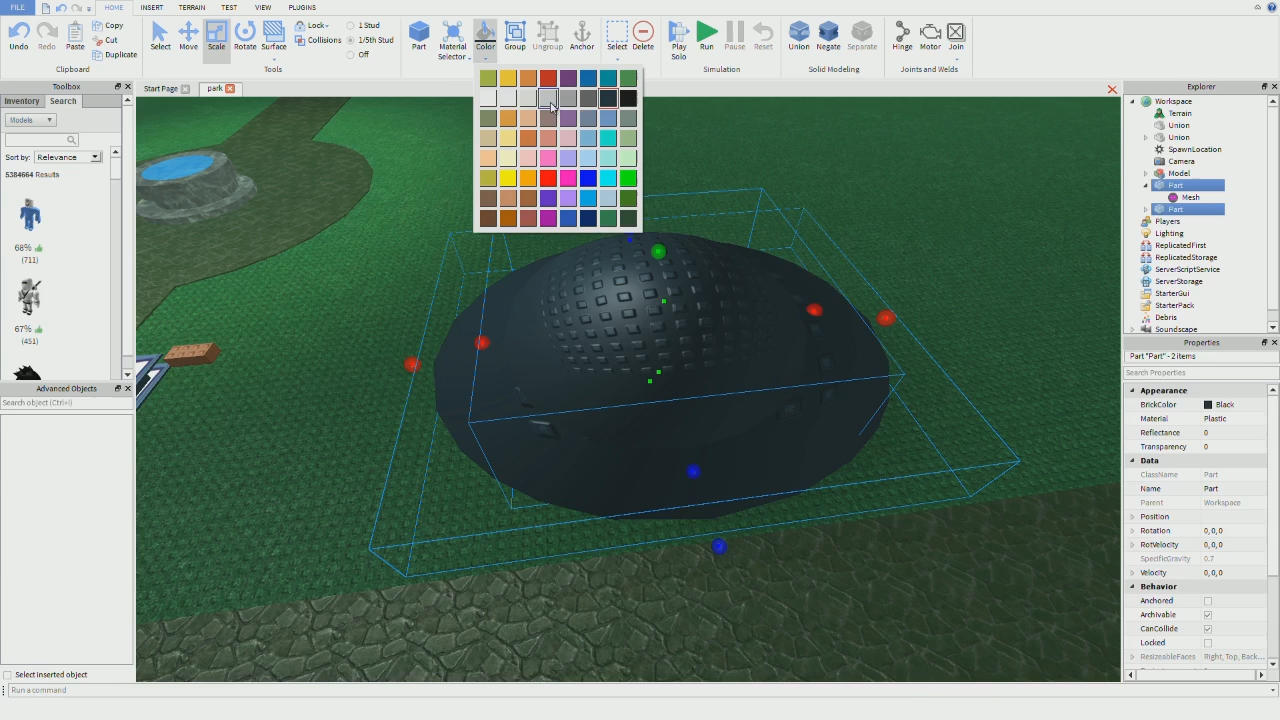 FILE HOME INSERT TERRAIN TEST VIEW PLUGINS
Undo Redo Paste Copy Cut Duplicate
Clipboard
Select Move Scale Rotate Surface Lock Collisions
1 Stud
1/5th Stud
Off
Tools
Part Material Selector Color Group Ungroup Anchor
Select Delete
Play Solo Run Pause Reset
Simulation
Union Negate Separate
Solid Modeling
Hinge Motor Join
Joints and Welds
Toolbox
Inventory Search
Models
Sort by: Relevance
5384664 Results
68%
(711)
67%
(451)
Advanced Objects
Search object (Ctrl+I)
Select inserted object
Run a command
Start Page park
Explorer
Workspace
Terrain
Union
Union
SpawnLocation
Camera
Model
Part
Mesh
Part
Players
Lighting
ReplicatedFirst
ReplicatedStorage
ServerScriptService
ServerStorage
StarterGui
StarterPack
Debris
Soundscape
Properties
Part "Part" - 2 items
Search Properties
Appearance
BrickColor Black
Material Plastic
Reflectance 0
Transparency 0
Data
ClassName Part
Name Part
Parent Workspace
Position
Rotation 0,0,0
RotVelocity 0,0,0
SpecificGravity 0.7
Velocity 0,0,0
Behavior
Anchored
Archivable
CanCollide
Locked
ResizeableFaces Right, Top, Back...